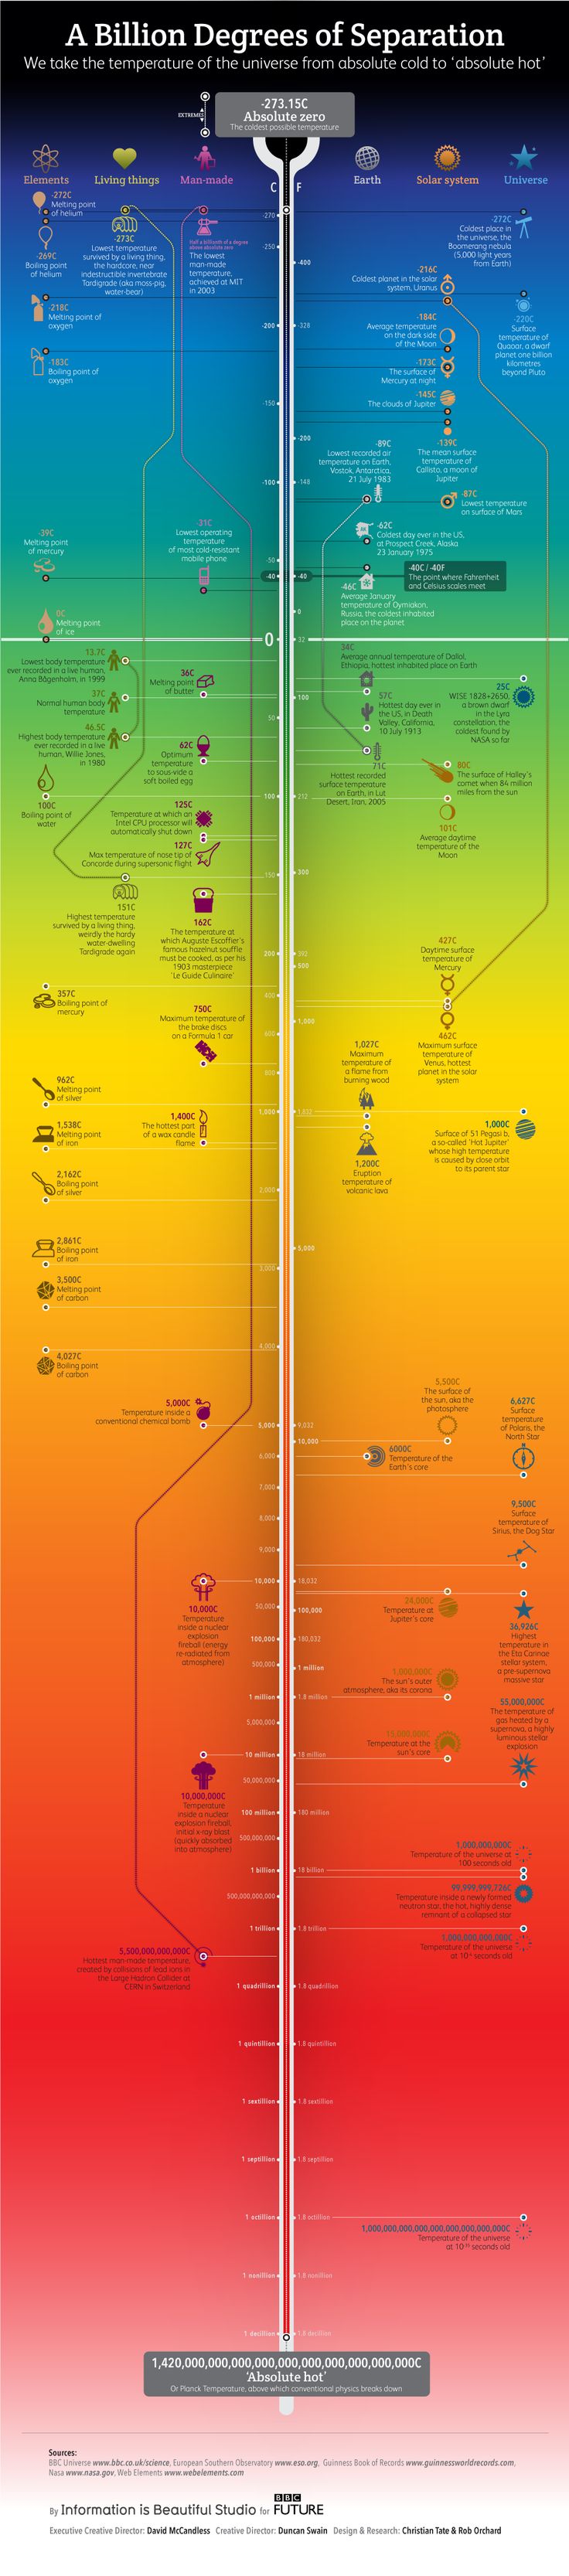 A Billion Degrees of Separation
We take the temperature of the universe from absolute cold to ‘absolute hot’
EXTREMES
-273.15C
Absolute zero
The coldest possible temperature
Elements
Living things
Man-made
C F
Earth
Solar system
Universe
-272C
Melting point
of helium
-269C
Boiling point
of helium
-218C
Melting point of
oxygen
-183C
Boiling point of
oxygen
-39C
Melting point
of mercury
0C
Melting point
of ice
100C
Boiling point of
water
357C
Boiling point of
mercury
962C
Melting point
of silver
1,538C
Melting point
of iron
2,162C
Boiling point
of silver
2,861C
Boiling point
of iron
3,500C
Melting point
of carbon
4,027C
Boiling point
of carbon
-273C
Lowest temperature
survived by a living thing,
the hardcore, near
indestructible invertebrate
Tardigrade (aka moss-pig,
water-bear)
13.7C
Lowest body temperature
ever recorded in a live human,
Anna Bågenholm, in 1999
37C
Normal human body
temperature
46.5C
Highest body temperature
ever recorded in a live
human, Willie Jones,
in 1980
151C
Highest temperature
survived by a living thing,
weirdly the hardy
water-dwelling
Tardigrade again
Half a billionth of a degree
above absolute zero
The lowest
man-made
temperature,
achieved at MIT
in 2003
-31C
Lowest operating
temperature
of most cold-resistant
mobile phone
36C
Melting point
of butter
62C
Optimum
temperature
to sous-vide a
soft boiled egg
125C
Temperature at which an
Intel CPU processor will
automatically shut down
127C
Max temperature of nose tip of
Concorde during supersonic flight
162C
The temperature at
which Auguste Escoffier's
famous hazelnut souffle
must be cooked, as per his
1903 masterpiece
'Le Guide Culinaire'
750C
Maximum temperature of
the brake discs
on a Formula 1 car
1,400C
The hottest part
of a wax candle
flame
5,000C
Temperature inside a
conventional chemical bomb
10,000C
Temperature
inside a nuclear
explosion
fireball (energy
re-radiated from
atmosphere)
10,000,000C
Temperature
inside a nuclear
explosion fireball,
initial x-ray blast
(quickly absorbed
into atmosphere)
5,500,000,000,000C
Hottest man-made temperature,
created by collisions of lead ions in
the Large Hadron Collider at
CERN in Switzerland
-270
-250
-200
-150
-100
-50
-40
0
50
100
150
200
400
600
800
1,000
2,000
3,000
4,000
5,000
6,000
7,000
8,000
9,000
10,000
50,000
100,000
500,000
1 million
5,000,000
10 million
50,000,000
100 million
500,000,000
1 billion
500,000,000,000
1 trillion
1 quadrillion
1 quintillion
1 sextillion
1 septillion
1 octillion
1 nonillion
1 decillion
-400
-328
-200
-148
-40
0
32
100
212
300
392
500
1,000
1,832
5,000
9,032
10,000
18,032
100,000
180,032
1 million
1.8 million
18 million
180 million
18 billion
1.8 trillion
1.8 quadrillion
1.8 quintillion
1.8 sextillion
1.8 septillion
1.8 octillion
1.8 nonillion
1.8 decillion
-89C
Lowest recorded air
temperature on Earth,
Vostok, Antarctica,
21 July 1983
-62C
Coldest day ever in the US,
at Prospect Creek, Alaska
23 January 1975
-40C / -40F
The point where Fahrenheit
and Celsius scales meet
-46C
Average January
temperature of Oymiakon,
Russia, the coldest inhabited
place on the planet
34C
Average annual temperature of Dallol,
Ethiopia, hottest inhabited place on Earth
57C
Hottest day ever in
the US, in Death
Valley, California,
10 July 1913
71C
Hottest recorded
surface temperature
on Earth, in Lut
Desert, Iran, 2005
1,027C
Maximum
temperature of
a flame from
burning wood
1,200C
Eruption
temperature of
volcanic lava
6000C
Temperature of the
Earth's core
-216C
Coldest planet in the solar
system, Uranus
-184C
Average temperature
on the dark side
of the Moon
-173C
The surface of
Mercury at night
-145C
The clouds of Jupiter
-139C
The mean surface
temperature of
Callisto, a moon of
Jupiter
-87C
Lowest temperature
on surface of Mars
80C
The surface of Halley's
comet when 84 million
miles from the sun
101C
Average daytime
temperature of the
Moon
427C
Daytime surface
temperature of
Mercury
462C
Maximum surface
temperature of
Venus, hottest
planet in the solar
system
5,500C
The surface of
the sun, aka the
photosphere
24,000C
Temperature at
Jupiter's core
1,000,000C
The sun's outer
atmosphere, aka its corona
15,000,000C
Temperature at the
sun's core
-272C
Coldest place in
the universe, the
Boomerang nebula
(5,000 light years
from Earth)
-220C
Surface
temperature of
Quaoar, a dwarf
planet one billion
kilometres
beyond Pluto
25C
WISE 1828+2650,
a brown dwarf
in the Lyra
constellation, the
coldest found by
NASA so far
1,000C
Surface of 51 Pegasi b,
a so-called 'Hot Jupiter'
whose high temperature
is caused by close orbit
to its parent star
6,627C
Surface
temperature
of Polaris, the
North Star
9,500C
Surface
temperature of
Sirius, the Dog Star
36,926C
Highest
temperature in
the Eta Carinae
stellar system,
a pre-supernova
massive star
55,000,000C
The temperature of
gas heated by a
supernova, a highly
luminous stellar
explosion
1,000,000,000C
Temperature of the universe at
100 seconds old
99,999,999,726C
Temperature inside a newly formed
neutron star, the hot, highly dense
remnant of a collapsed star
1,000,000,000,000C
Temperature of the universe
seconds old
1,000,000,000,000,000,000,000,000,000C
Temperature of the universe
seconds old
1,420,000,000,000,000,000,000,000,000,000,000C
‘Absolute hot’
Or Planck Temperature, above which conventional physics breaks down
Sources:
BBC Universe www.bbc.co.uk/science, European Southern Observatory www.eso.org, Guinness Book of Records www.guinnessworldrecords.com,
Nasa www.nasa.gov, Web Elements www.webelements.com
By Information is Beautiful Studio for BBC FUTURE
Executive Creative Director: David McCandless Creative Director: Duncan Swain Design & Research: Christian Tate & Rob Orchard